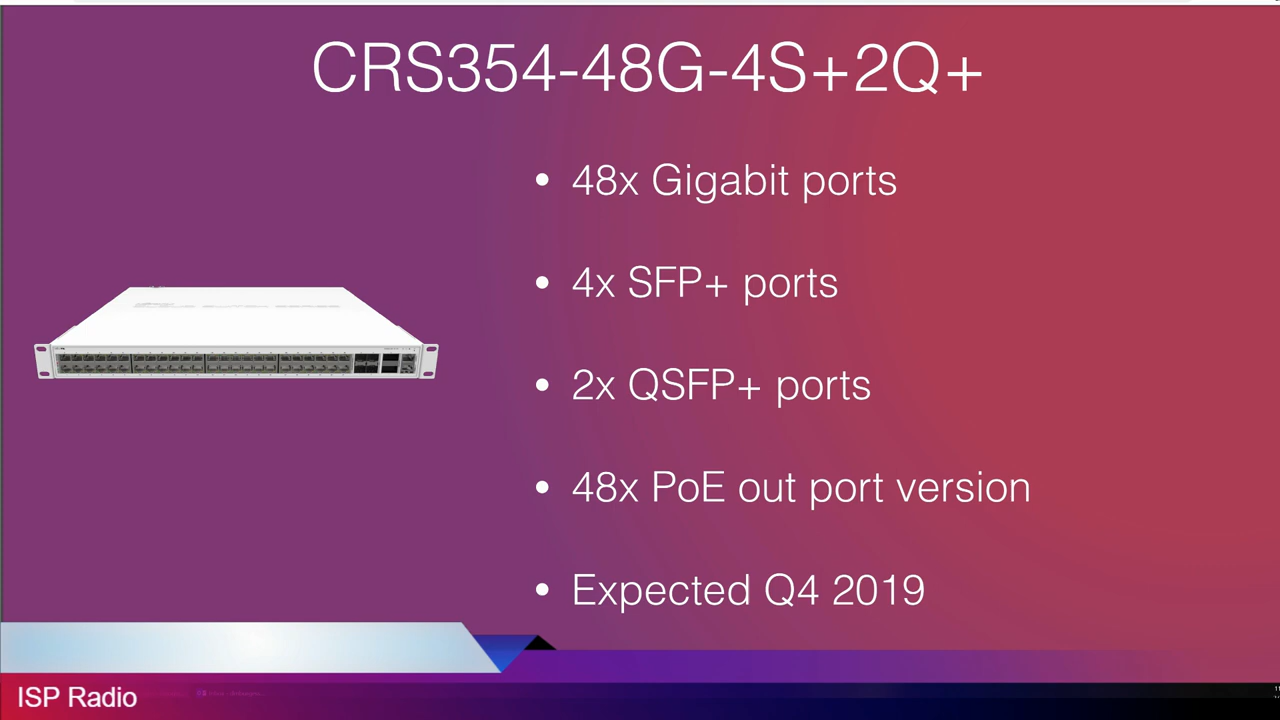 CRS354-48G-4S+2Q+
• 48x Gigabit ports
• 4x SFP+ ports
• 2x QSFP+ ports
• 48x PoE out port version
• Expected Q4 2019
ISP Radio